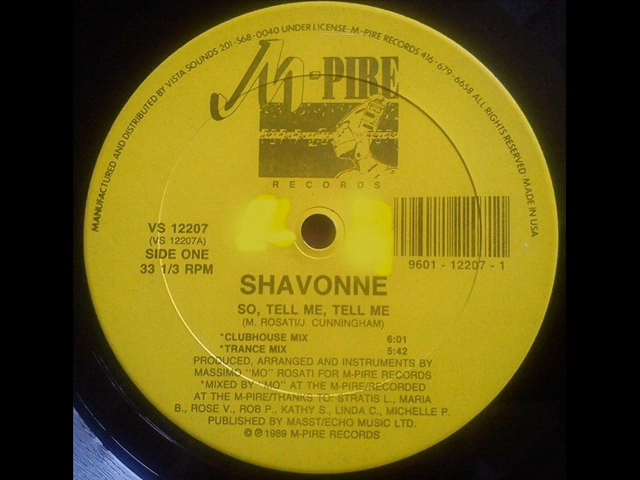 MANUFACTURED AND DISTRIBUTED BY VISTA SOUNDS 201-568-0040 UNDER LICENSE M-PIRE RECORDS 416-679-6658 ALL RIGHTS RESERVED · MADE IN USA
M-PIRE
RECORDS
VS 12207
(VS 12207A)
SIDE ONE
33 1/3 RPM
9601 - 12207 - 1
SHAVONNE
SO, TELL ME, TELL ME
(M. ROSATI/J. CUNNINGHAM)
*CLUBHOUSE MIX 6:01
*TRANCE MIX 5:42
PRODUCED, ARRANGED AND INSTRUMENTS BY
MASSIMO "MO" ROSATI FOR M-PIRE RECORDS
*MIXED BY "MO" AT THE M-PIRE/RECORDED
AT THE M-PIRE/THANKS TO: STRATIS L., MARIA
B., ROSE V., ROB P., KATHY S., LINDA C., MICHELLE P.
PUBLISHED BY MASST/ECHO MUSIC LTD.
©℗ 1989 M-PIRE RECORDS